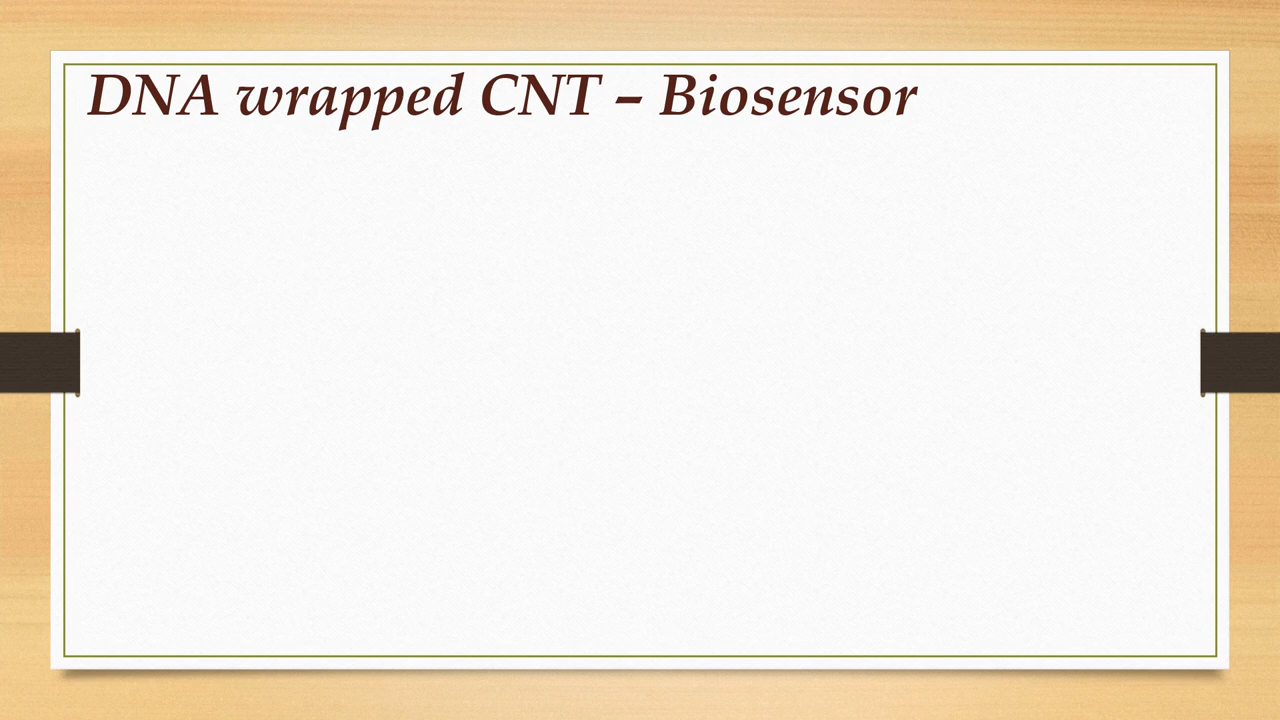 DNA wrapped CNT – Biosensor